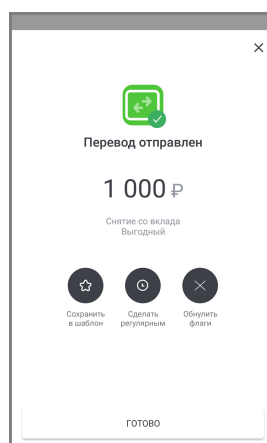 Перевод отправлен
1 000 ₽
Снятие со вклада
Выгодный
Сохранить
в шаблон
Сделать
регулярным
Обнулить
флаги
ГОТОВО